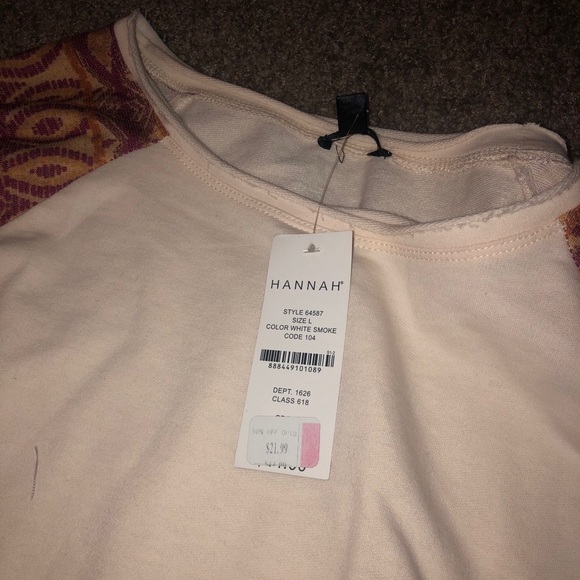 HANNAH®
STYLE 64587
SIZE L
COLOR WHITE SMOKE
CODE 104
888449101089
DEPT. 1626
CLASS 618
$21.99